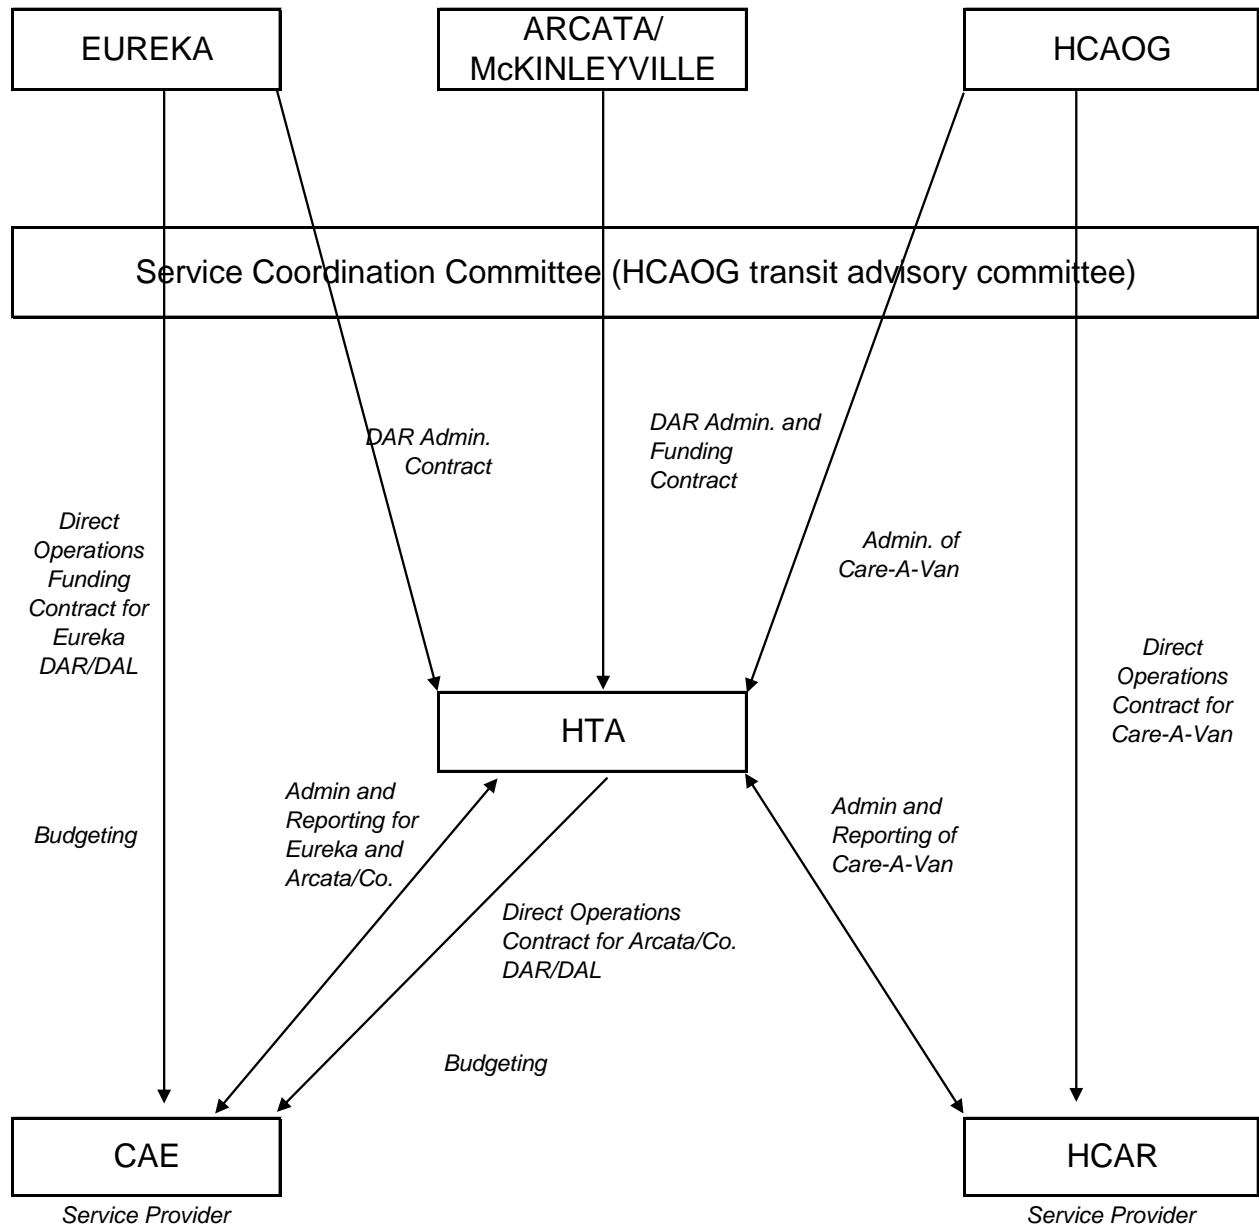 EUREKA
ARCATA/
McKINLEYVILLE
HCAOG
Service Coordination Committee (HCAOG transit advisory committee)
DAR Admin.
Contract
DAR Admin. and
Funding
Contract
Direct
Operations
Funding
Contract for
Eureka
DAR/DAL
Admin. of
Care-A-Van
Direct
Operations
Contract for
Care-A-Van
HTA
Budgeting
Admin and
Reporting for
Eureka and
Arcata/Co.
Admin and
Reporting of
Care-A-Van
Direct Operations
Contract for Arcata/Co.
DAR/DAL
Budgeting
CAE
HCAR
Service Provider
Service Provider